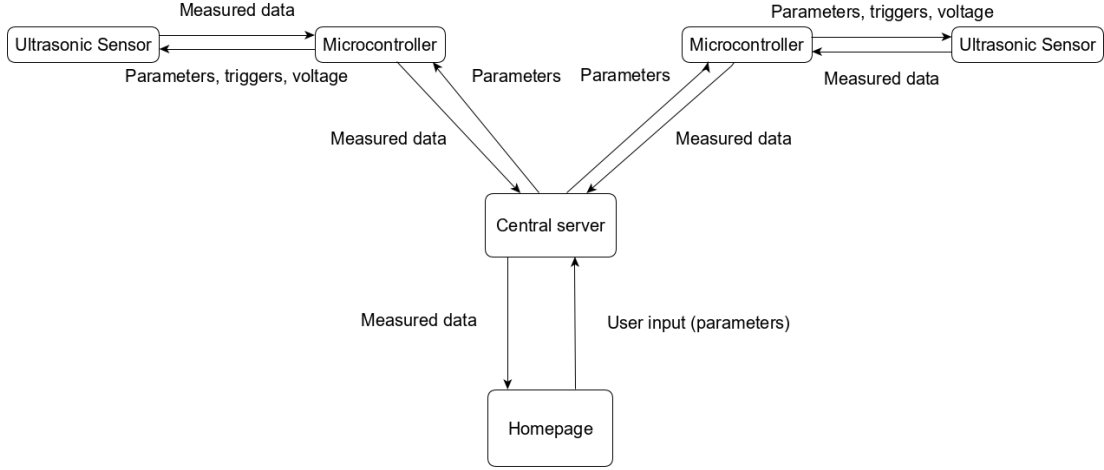 Measured data
Parameters, triggers, voltage
Ultrasonic Sensor
Microcontroller
Microcontroller
Ultrasonic Sensor
Parameters, triggers, voltage
Parameters
Parameters
Measured data
Measured data
Measured data
Central server
Measured data
User input (parameters)
Homepage